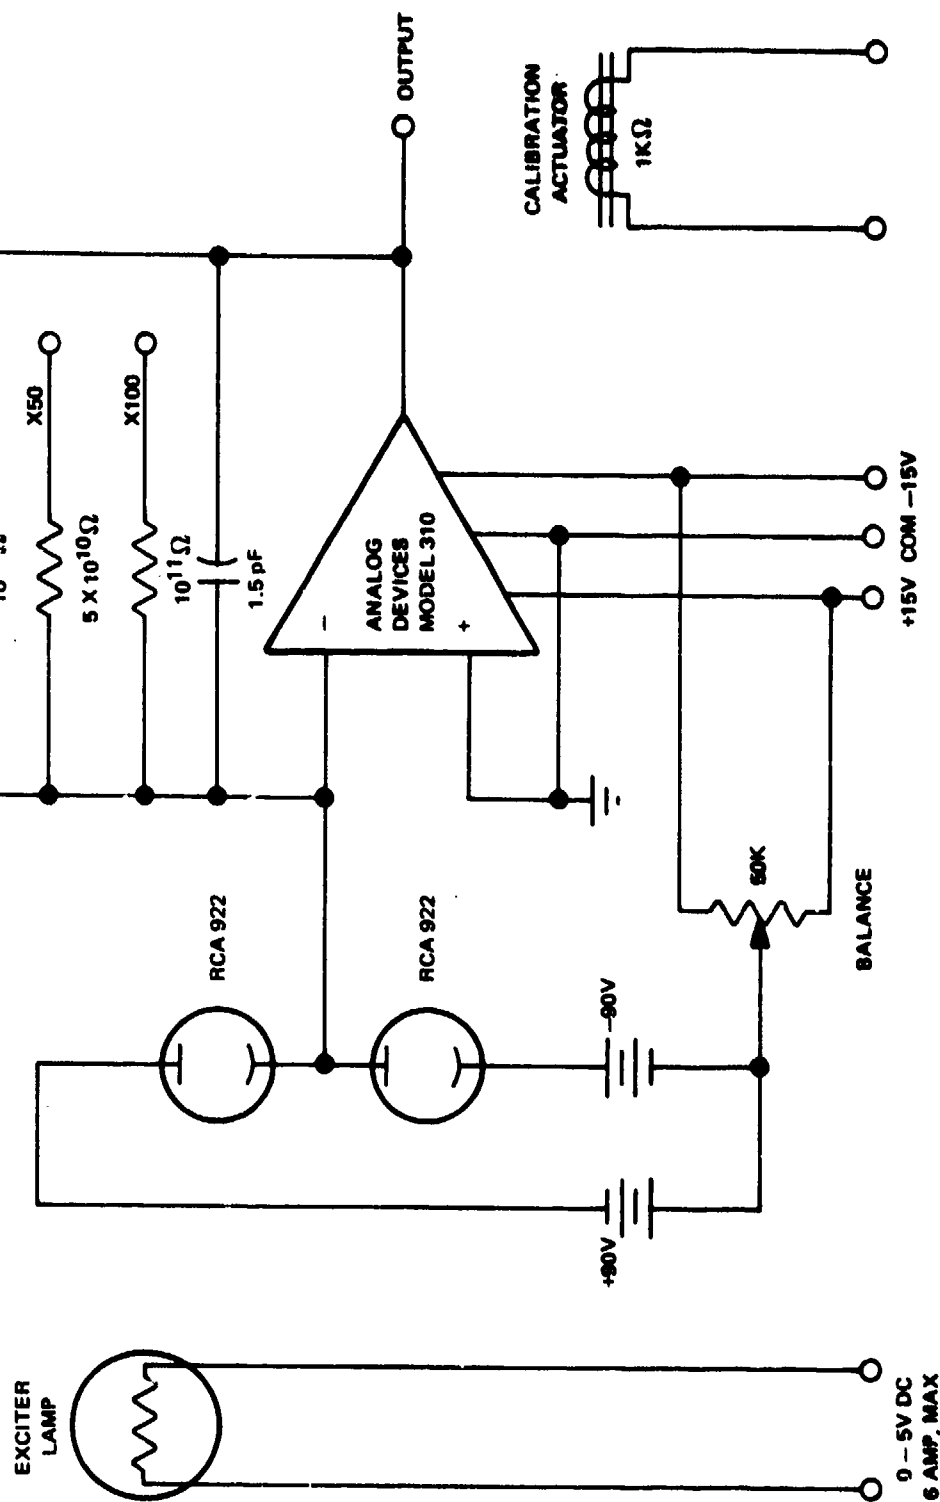 EXCITER
LAMP
0 – 5V DC
6 AMP, MAX
+90V
–90V
RCA 922
RCA 922
BALANCE
50K
X50
5 X 10¹⁰Ω
X100
10¹¹Ω
1.5 pF
–
ANALOG
DEVICES
MODEL 310
+
+15V COM –15V
OUTPUT
CALIBRATION
ACTUATOR
1KΩ